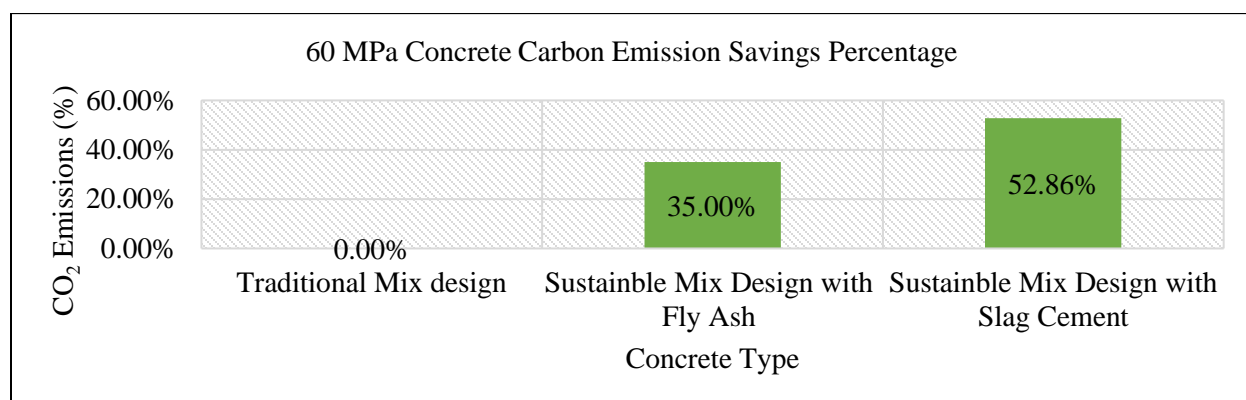 60 MPa Concrete Carbon Emission Savings Percentage
CO₂ Emissions (%)
60.00%
40.00%
20.00%
0.00%
0.00%
35.00%
52.86%
Traditional Mix design
Sustainble Mix Design with
Fly Ash
Sustainble Mix Design with
Slag Cement
Concrete Type